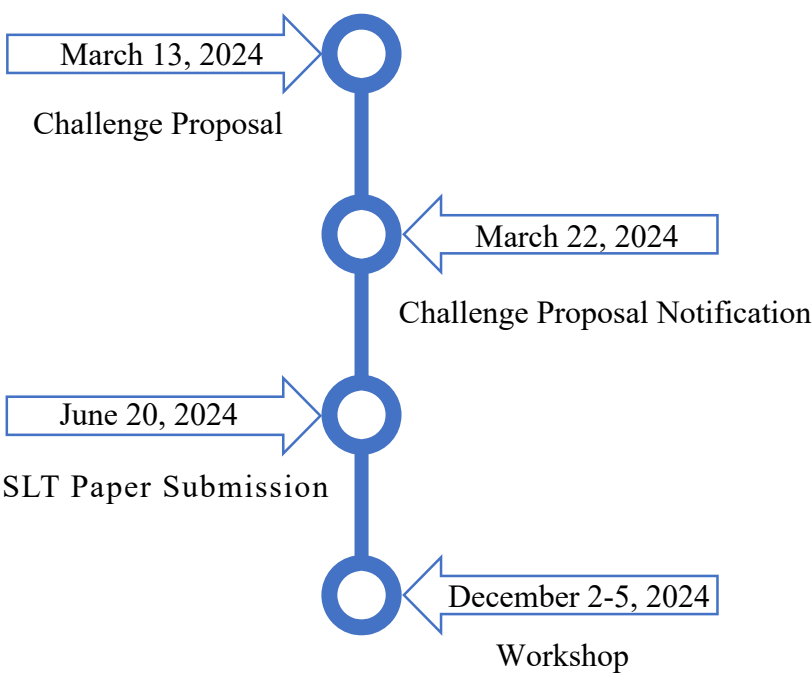 March 13, 2024
Challenge Proposal
March 22, 2024
Challenge Proposal Notification
June 20, 2024
SLT Paper Submission
December 2-5, 2024
Workshop